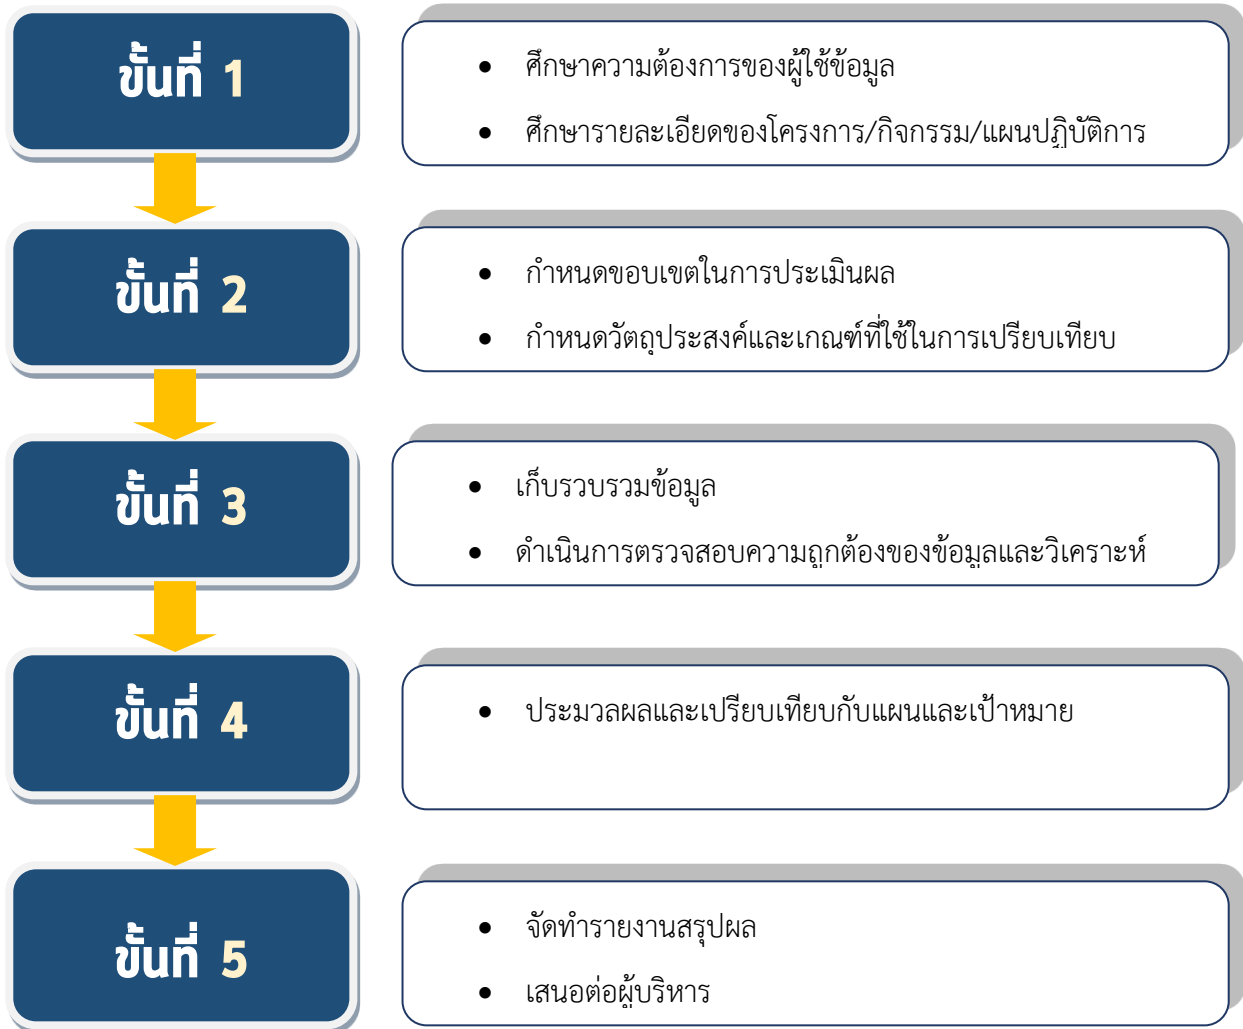 ขั้นที่ 1
ศึกษาความต้องการของผู้ใช้ข้อมูล
ศึกษารายละเอียดของโครงการ/กิจกรรม/แผนปฏิบัติการ
ขั้นที่ 2
กำหนดขอบเขตในการประเมินผล
กำหนดวัตถุประสงค์และเกณฑ์ที่ใช้ในการเปรียบเทียบ
ขั้นที่ 3
เก็บรวบรวมข้อมูล
ดำเนินการตรวจสอบความถูกต้องของข้อมูลและวิเคราะห์
ขั้นที่ 4
ประมวลผลและเปรียบเทียบกับแผนและเป้าหมาย
ขั้นที่ 5
จัดทำรายงานสรุปผล
เสนอต่อผู้บริหาร